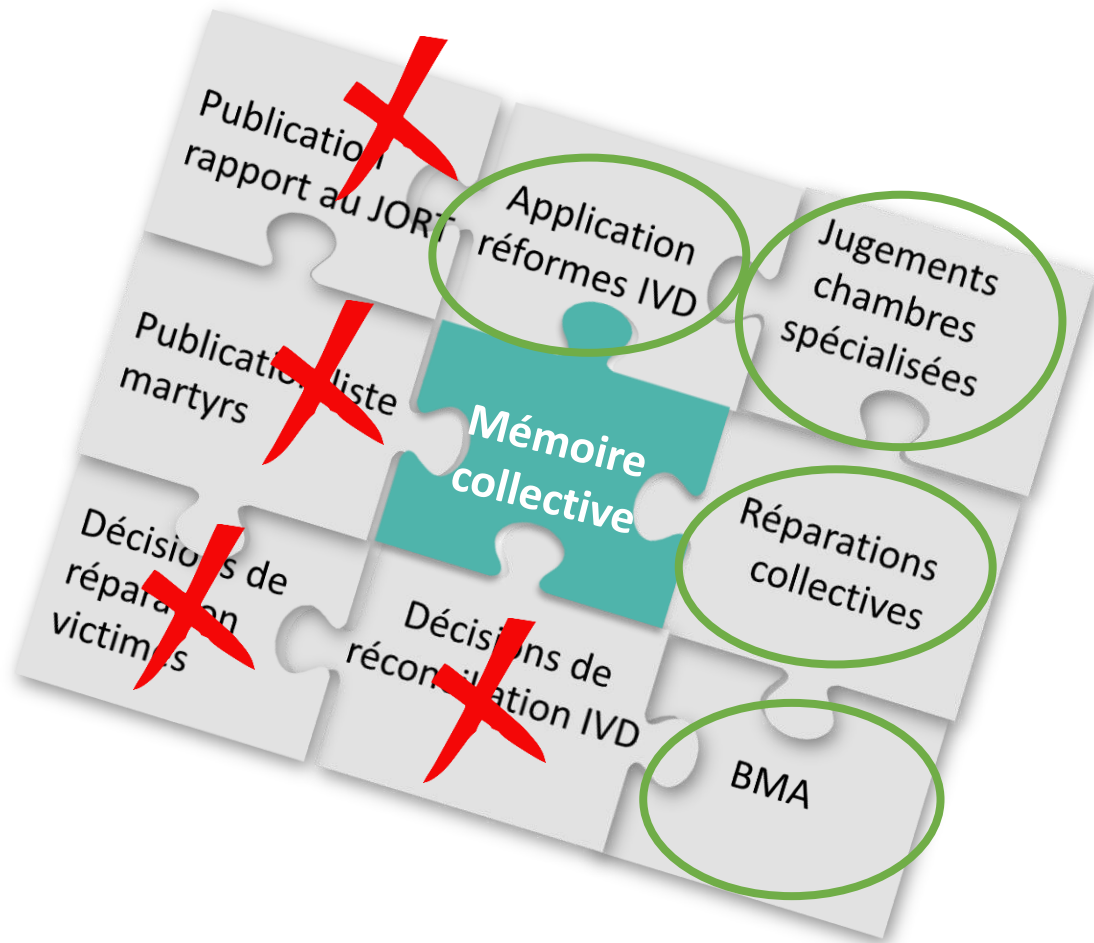 Publication
rapport au JORT
Application
réformes IVD
Jugements
chambres
spécialisées
Publication liste
martyrs
Mémoire
collective
Réparations
collectives
Décisions de
réparation
victimes
Décisions de
réconciliation IVD
BMA